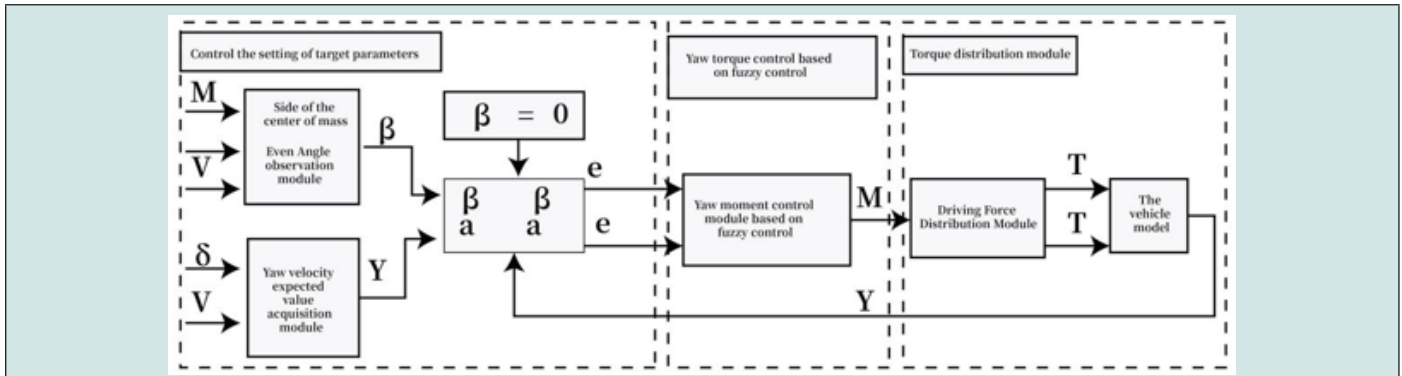 Control the setting of target parameters
M
V
Side of the
center of mass
Even Angle
observation
module
β
β = 0
β β
a a
e
e
δ
V
Yaw velocity
expected
value
acquisition
module
Y
Yaw torque control based
on fuzzy control
Yaw moment control
module based on
fuzzy control
M
Y
Torque distribution module
Driving Force
Distribution Module
T
T
The
vehicle
model